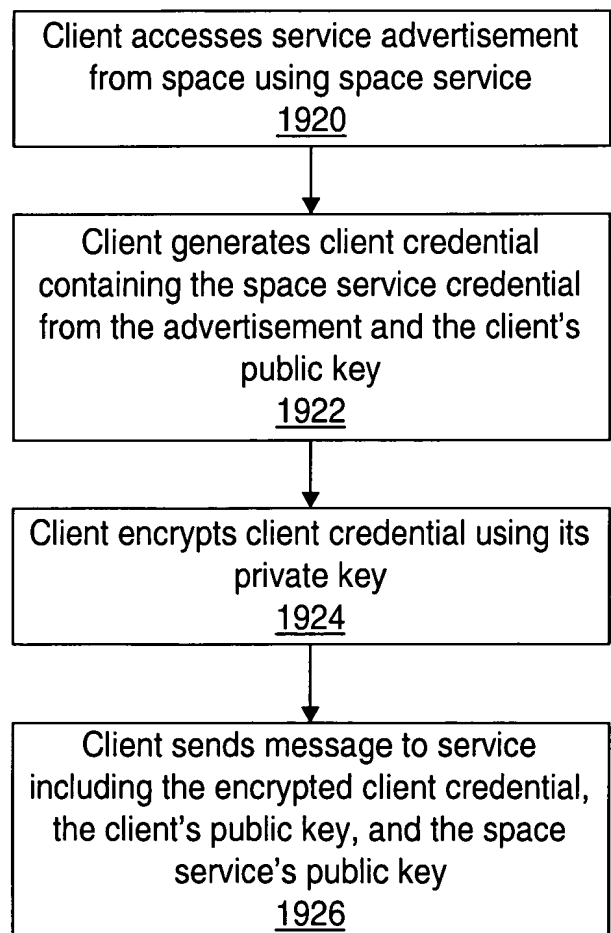 Client accesses service advertisement
from space using space service
1920
Client generates client credential
containing the space service credential
from the advertisement and the client's
public key
1922
Client encrypts client credential using its
private key
1924
Client sends message to service
including the encrypted client credential,
the client's public key, and the space
service's public key
1926